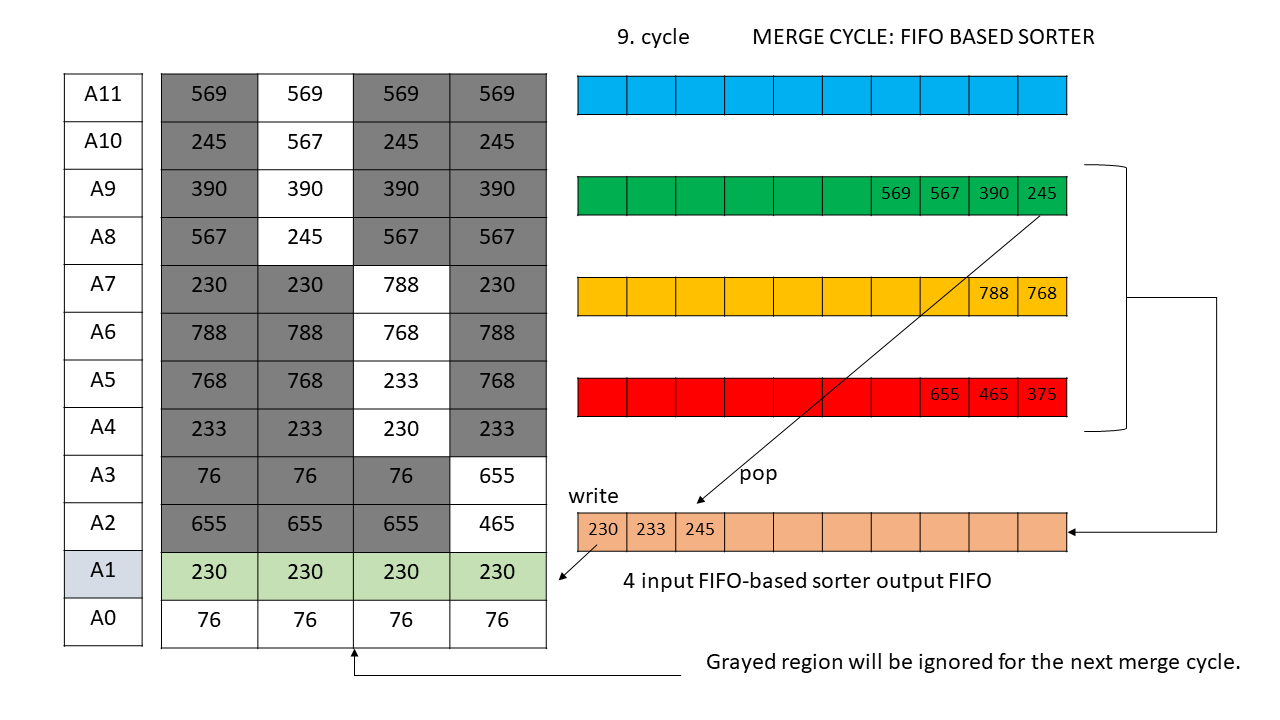 9. cycle MERGE CYCLE: FIFO BASED SORTER
A11 569 569 569 569
A10 245 567 245 245
A9 390 390 390 390 569 567 390 245
A8 567 245 567 567
A7 230 230 788 230 788 768
A6 788 788 768 788
A5 768 768 233 768 655 465 375
A4 233 233 230 233
A3 76 76 76 655 pop
write
A2 655 655 655 465 230 233 245
A1 230 230 230 230 4 input FIFO-based sorter output FIFO
A0 76 76 76 76
Grayed region will be ignored for the next merge cycle.